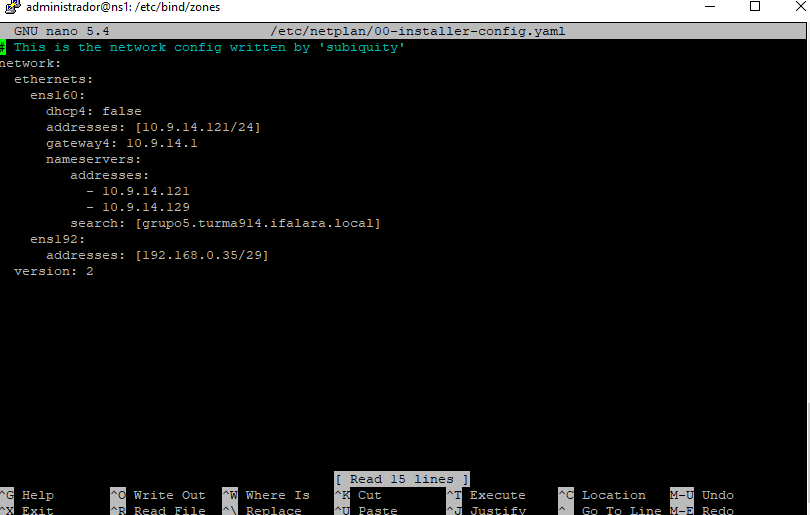 administrador@ns1: /etc/bind/zones
GNU nano 5.4 /etc/netplan/00-installer-config.yaml
# This is the network config written by 'subiquity'
network:
  ethernets:
    ens160:
      dhcp4: false
      addresses: [10.9.14.121/24]
      gateway4: 10.9.14.1
      nameservers:
         addresses:
           - 10.9.14.121
           - 10.9.14.129
         search: [grupo5.turma914.ifalara.local]
    ens192:
      addresses: [192.168.0.35/29]
  version: 2
[ Read 15 lines ]
^G Help ^O Write Out ^W Where Is ^K Cut ^T Execute ^C Location M-U Undo
^X Exit ^R Read File ^\ Replace ^U Paste ^J Justify ^_ Go To Line M-E Redo